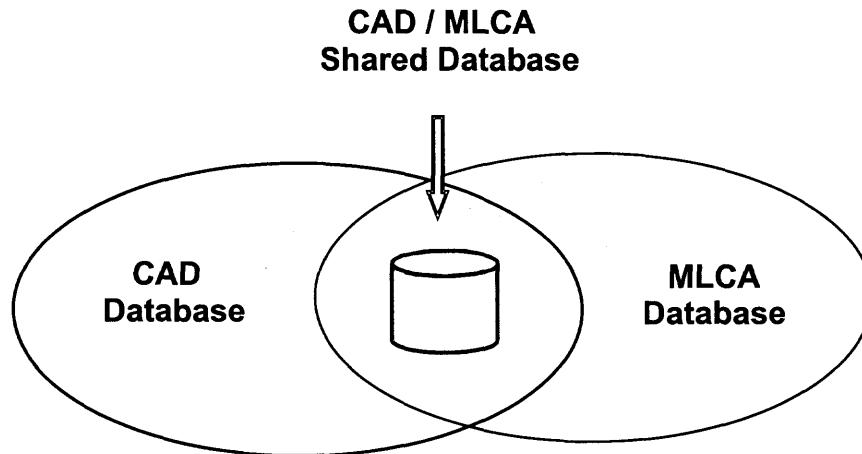 CAD / MLCA
Shared Database
CAD
Database
MLCA
Database